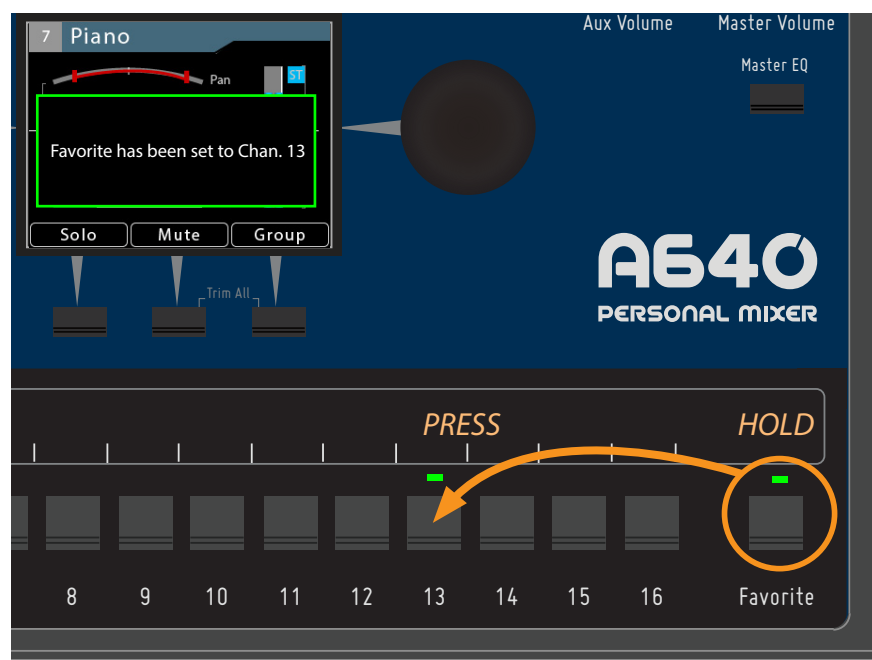 Aux Volume
Master Volume
7 Piano
Master EQ
Pan
ST
Favorite has been set to Chan. 13
Solo Mute Group
A640
PERSONAL MIXER
Trim All
PRESS HOLD
8 9 10 11 12 13 14 15 16 Favorite